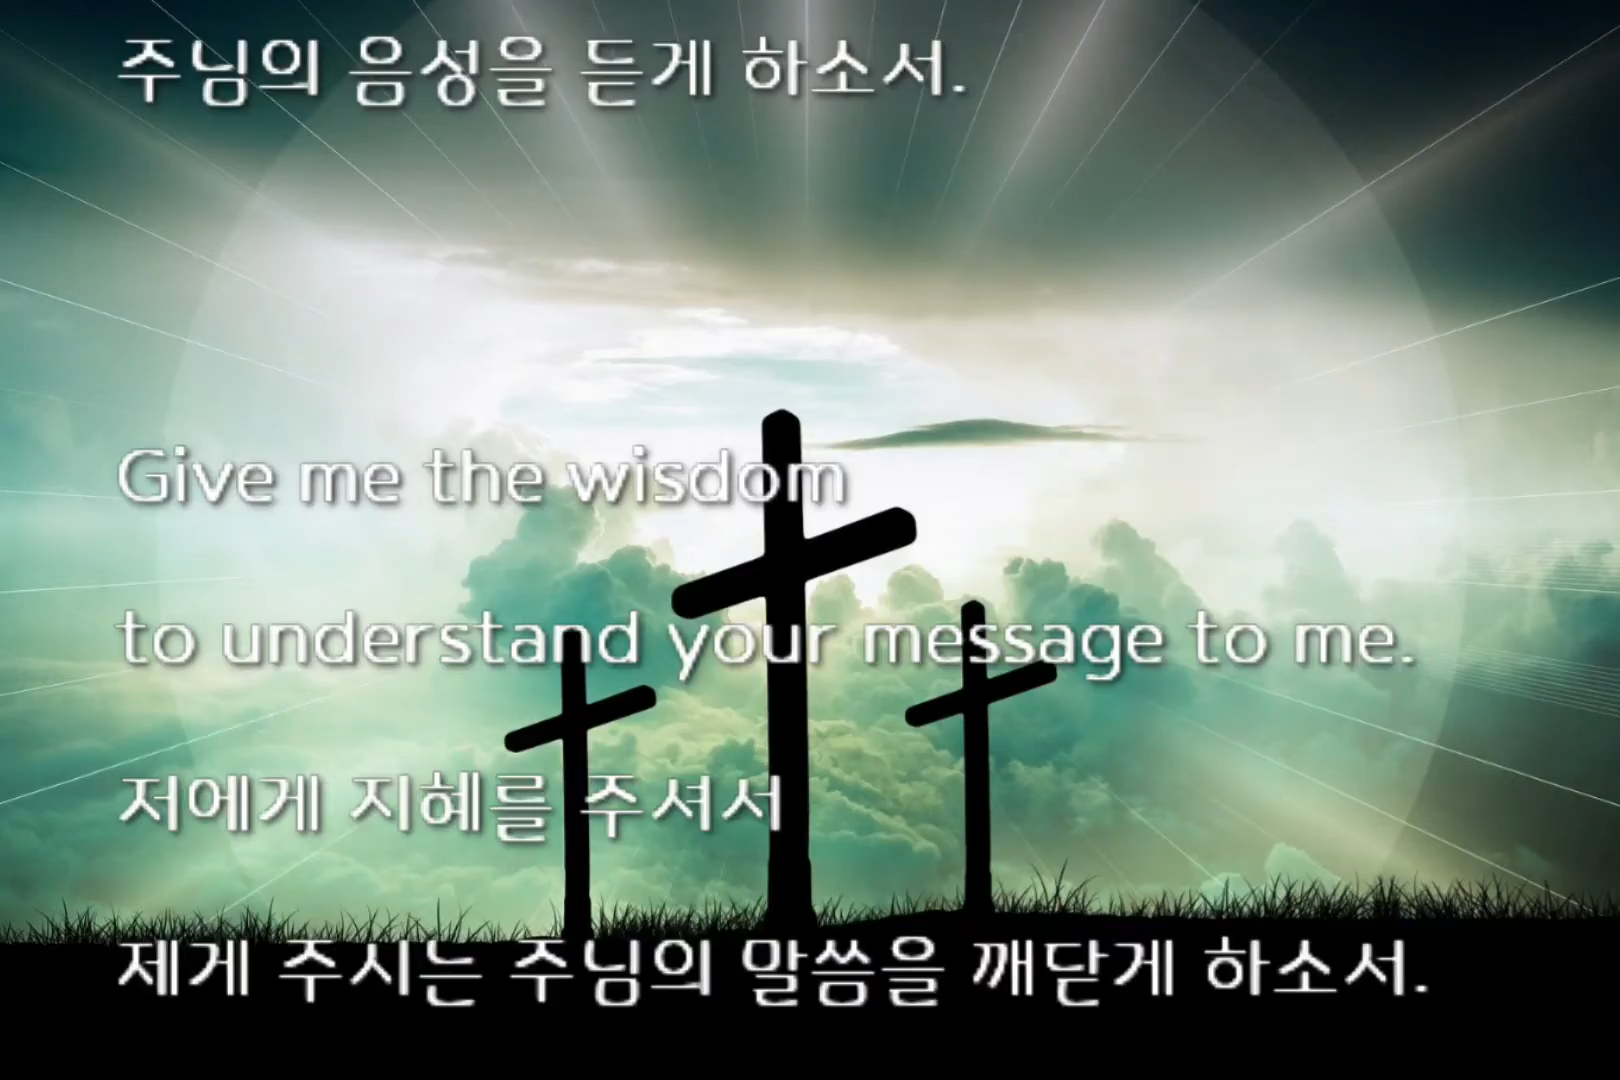 주님의 음성을 듣게 하소서.
Give me the wisdom
to understand your message to me.
저에게 지혜를 주셔서
제게 주시는 주님의 말씀을 깨닫게 하소서.